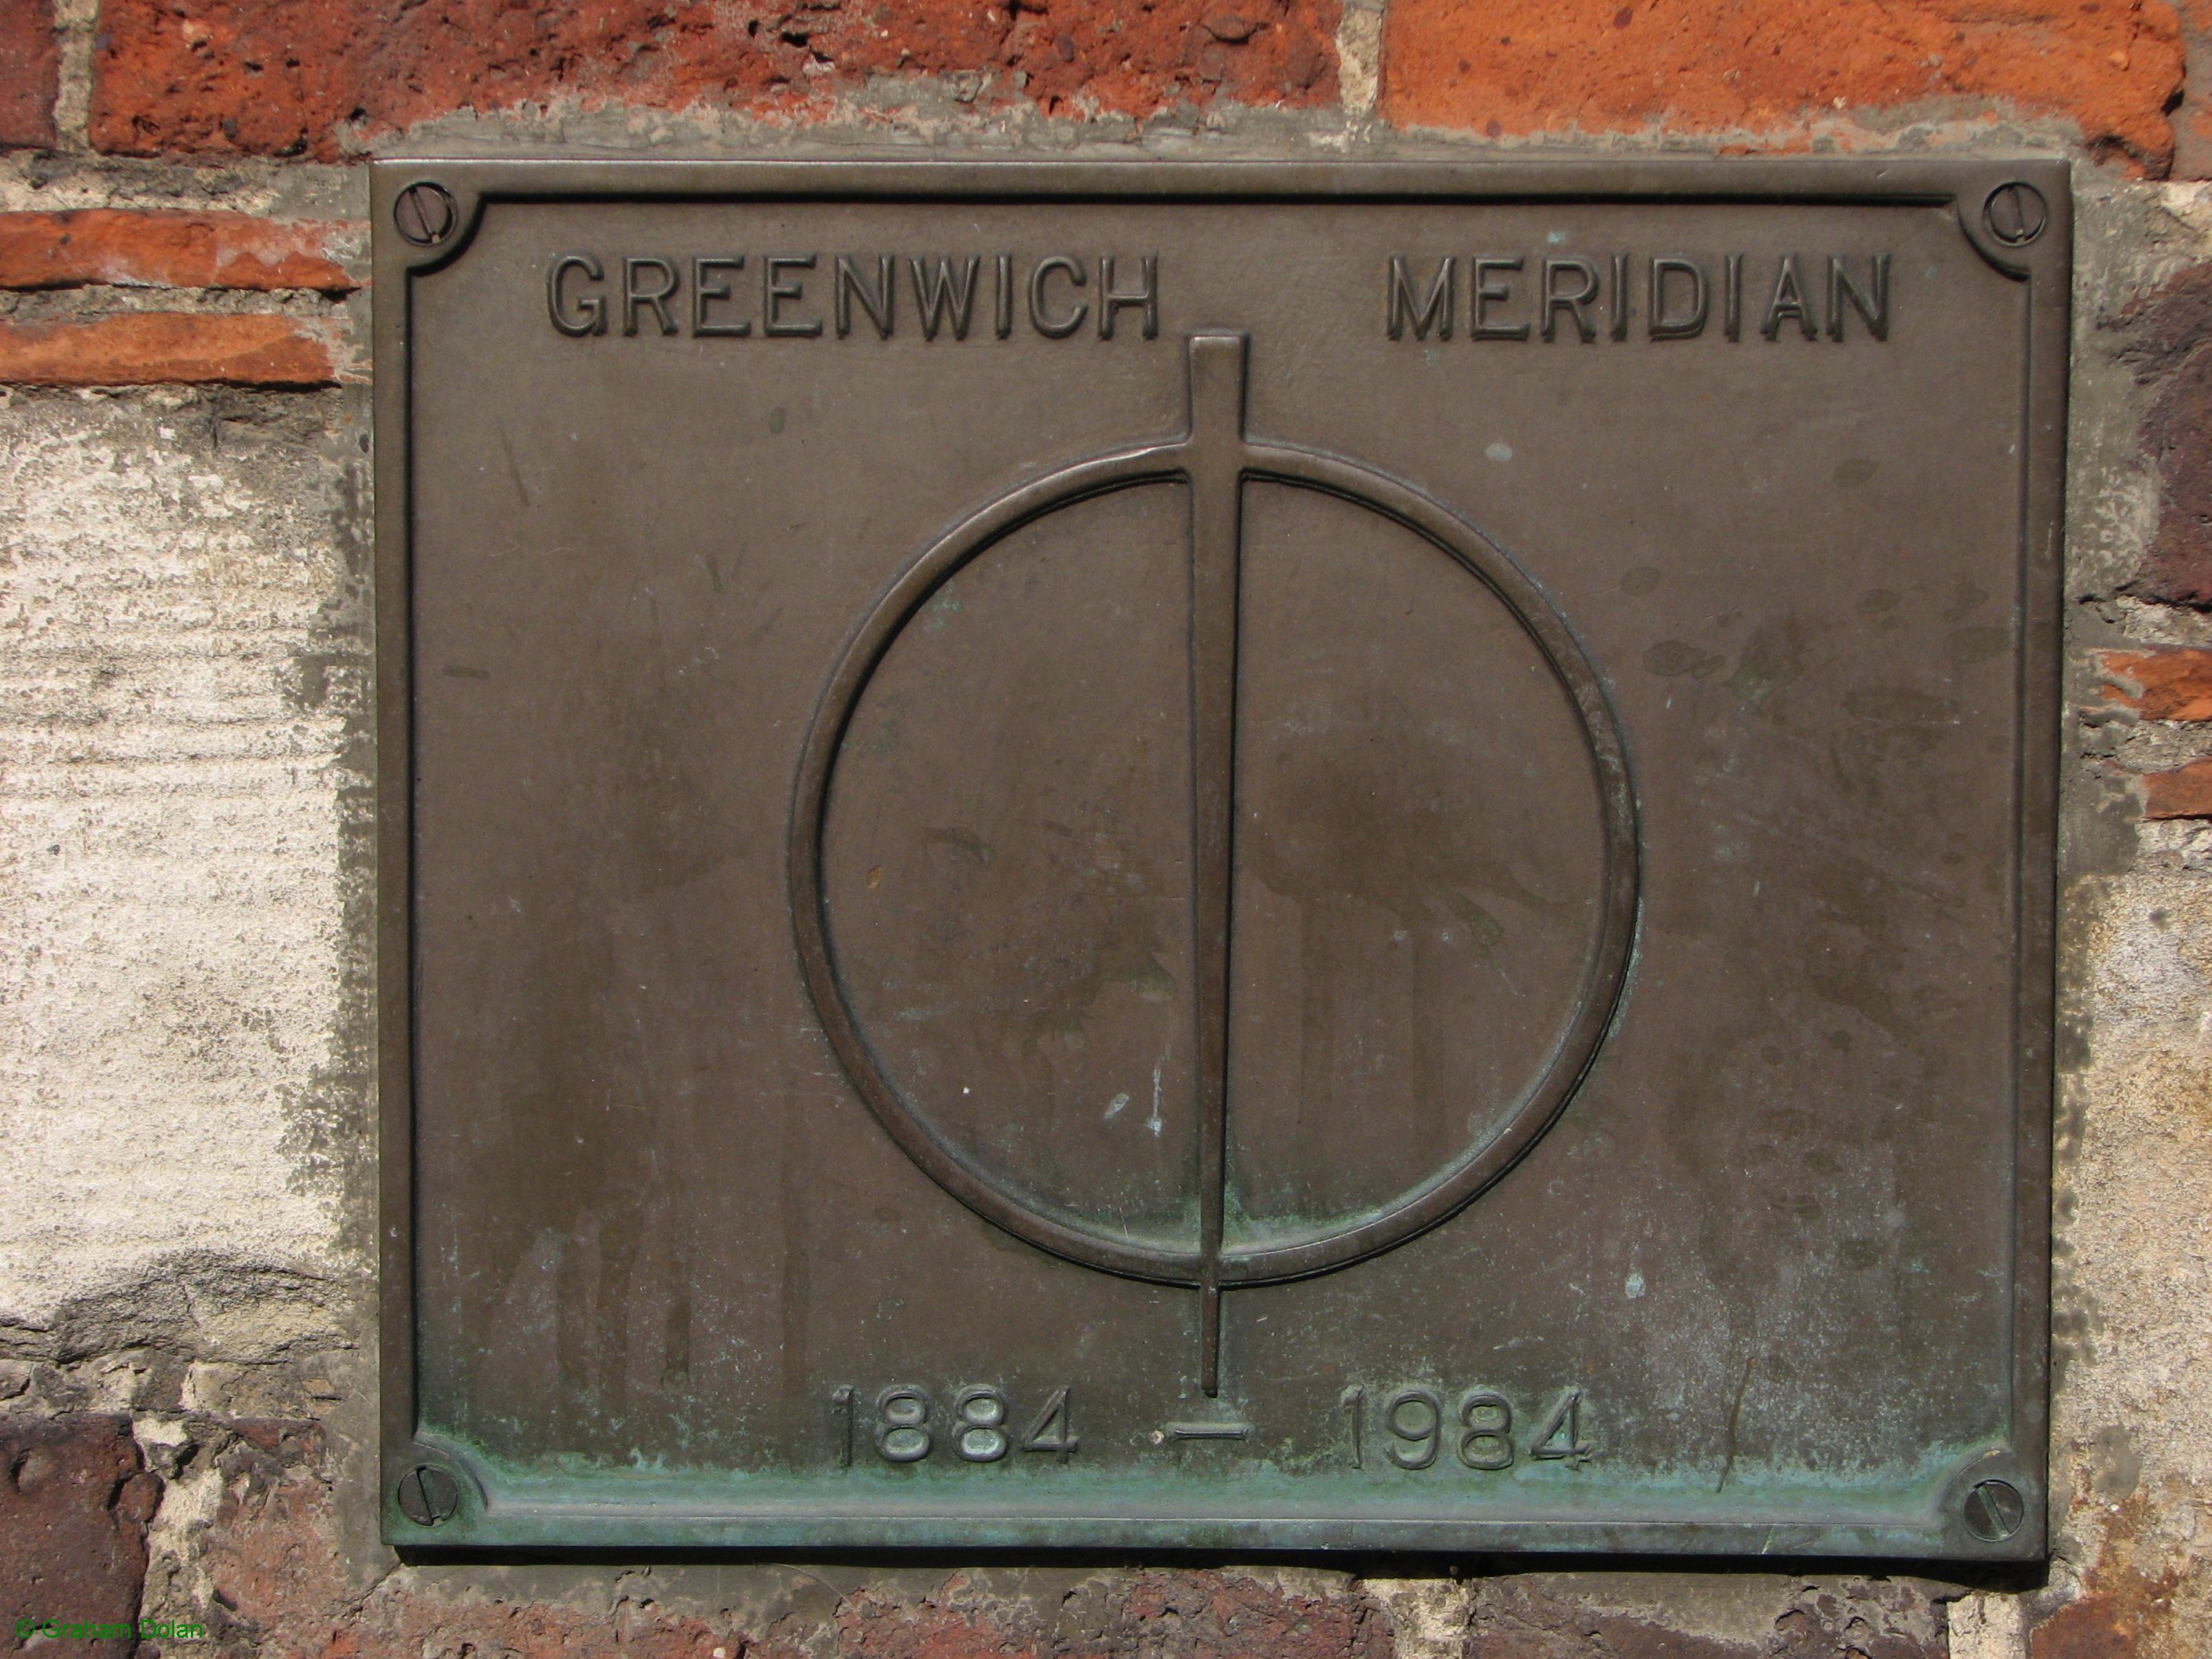 GREENWICH MERIDIAN
1884 — 1984
© Graham Dolan